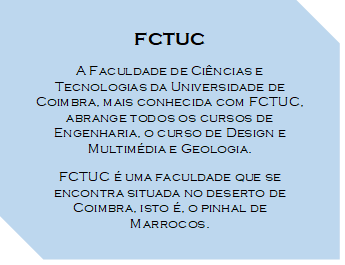 FCTUC
A Faculdade de Ciências e
Tecnologias da Universidade de
Coimbra, mais conhecida com FCTUC,
abrange todos os cursos de
Engenharia, o curso de Design e
Multimédia e Geologia.
FCTUC é uma faculdade que se
encontra situada no deserto de
Coimbra, isto é, o pinhal de
Marrocos.